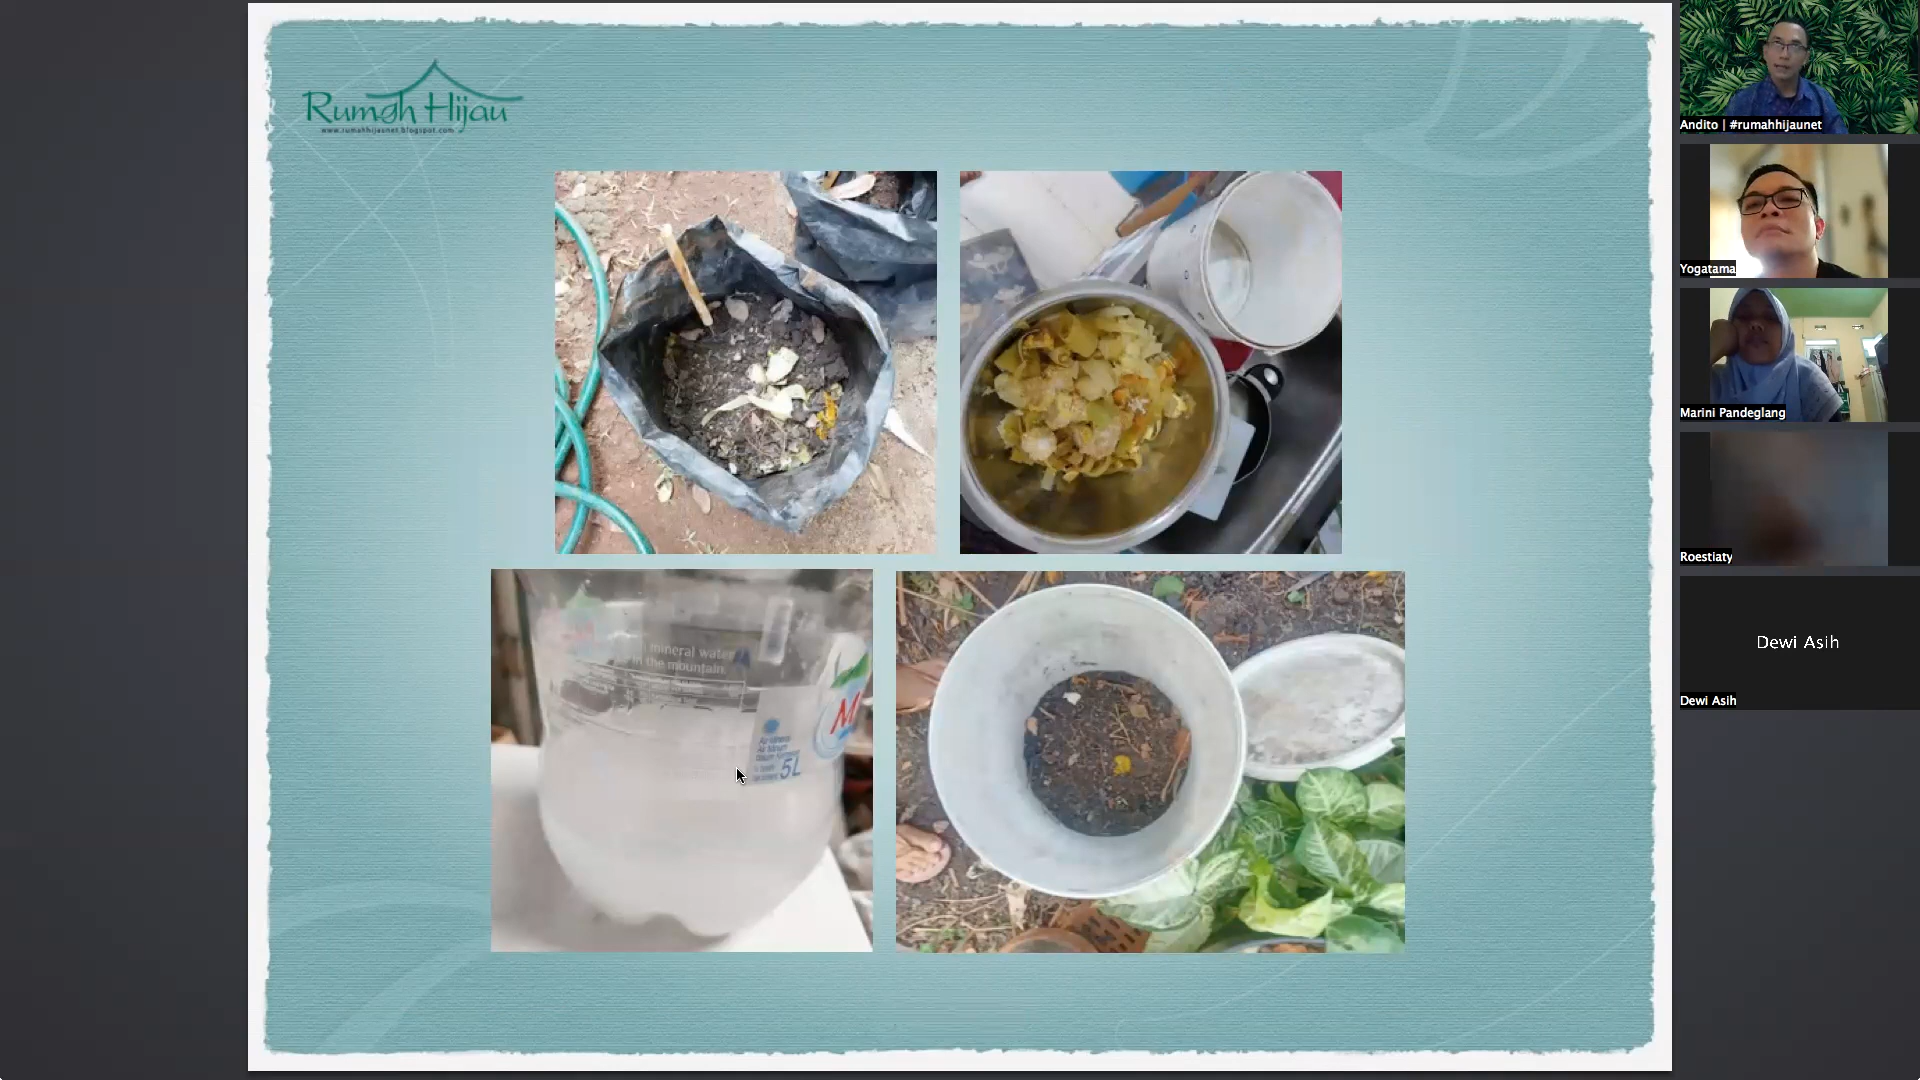 Rumah Hijau
www.rumahhijaunet.blogspot.com
mineral water
in the mountain
5L
Andito | #rumahhijaunet
Yogatama
Marini Pandeglang
Roestiaty
Dewi Asih
Dewi Asih